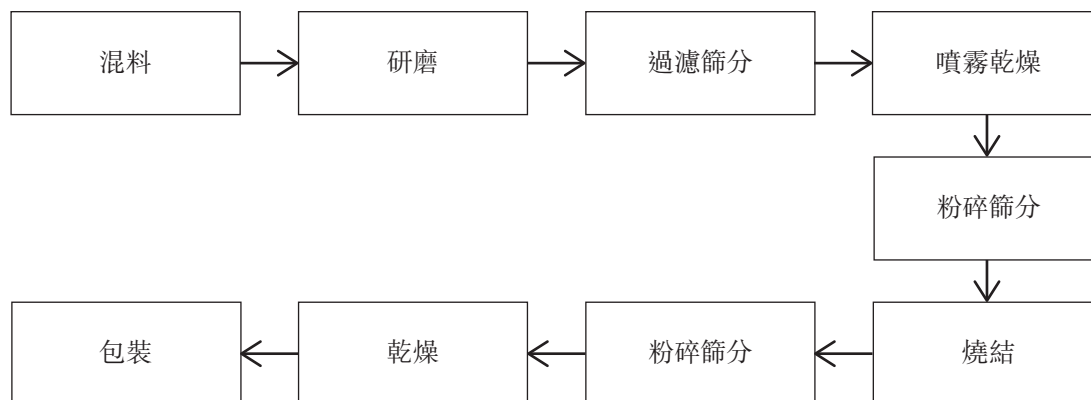 混料
研磨
過濾篩分
噴霧乾燥
粉碎篩分
燒結
粉碎篩分
乾燥
包裝